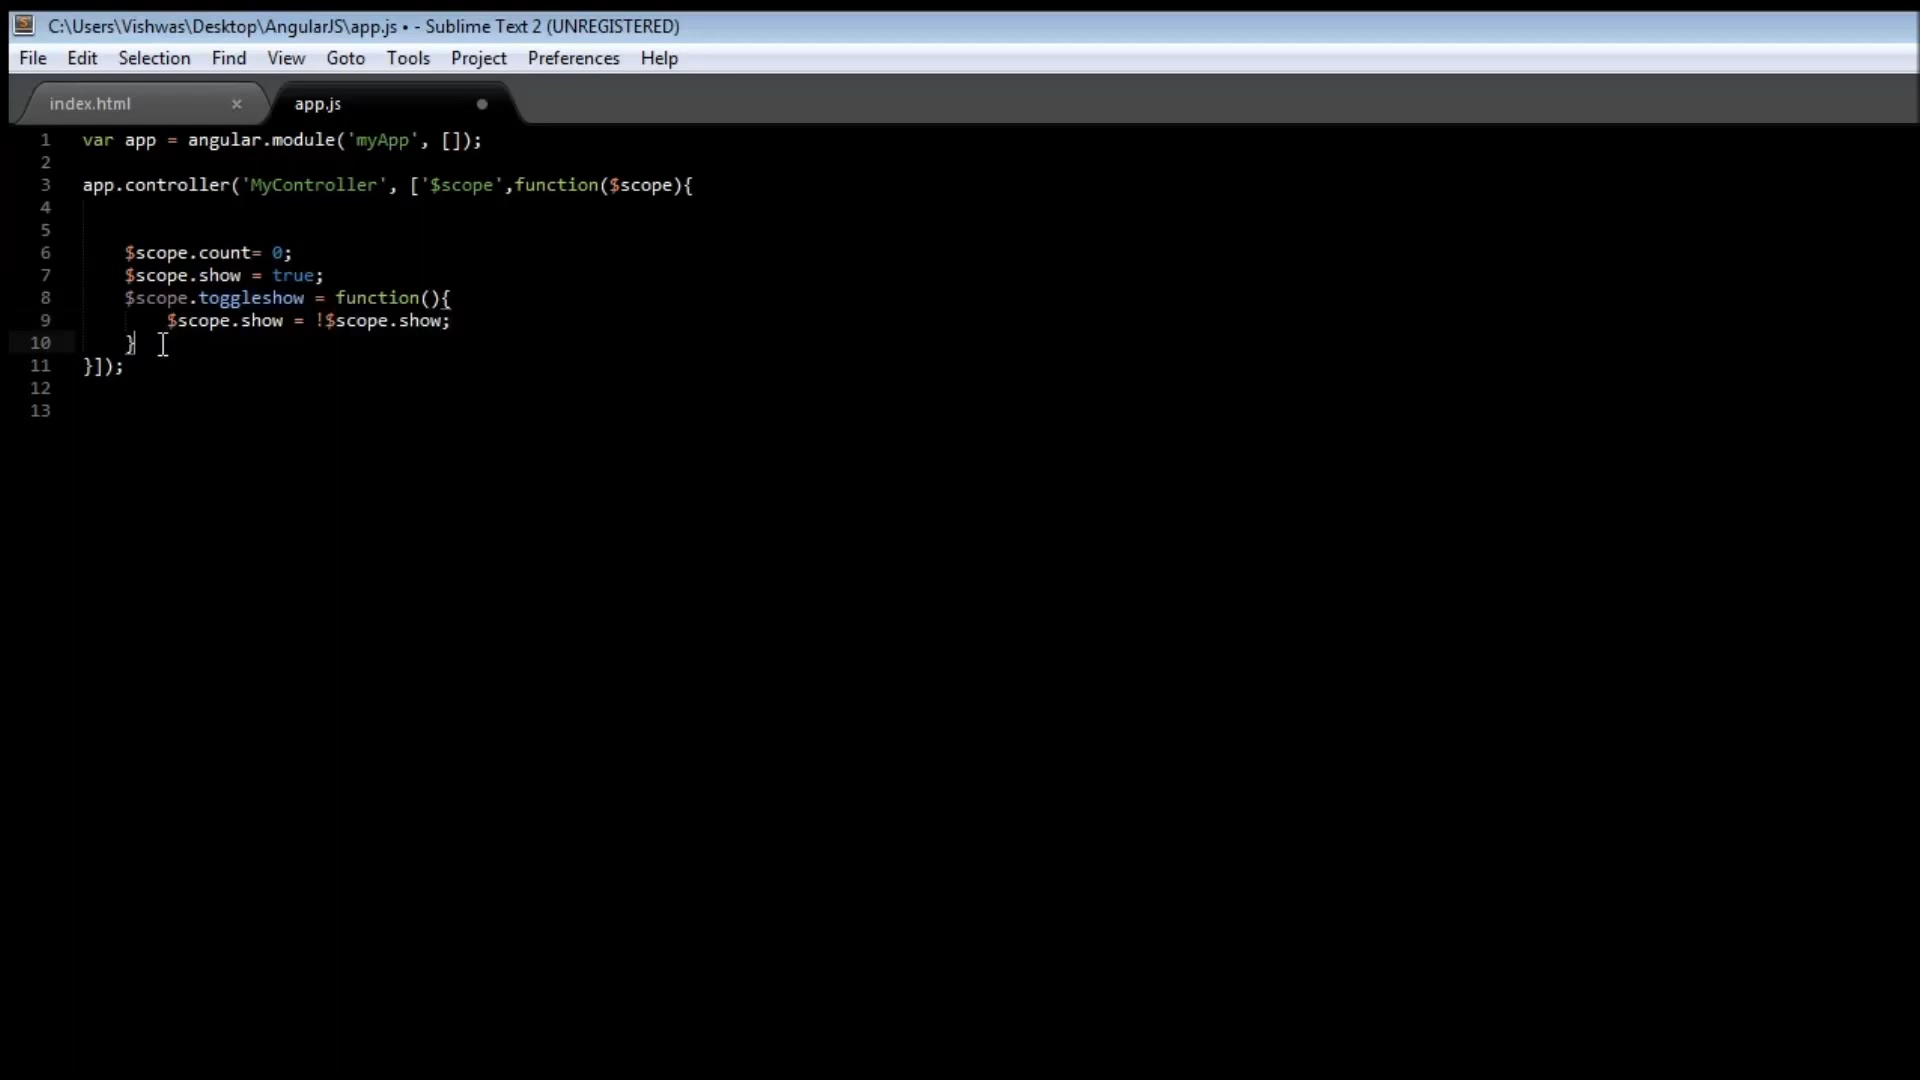 C:\Users\Vishwas\Desktop\AngularJS\app.js • - Sublime Text 2 (UNREGISTERED)
File Edit Selection Find View Goto Tools Project Preferences Help
index.html × app.js
1 var app = angular.module('myApp', []);
2
3 app.controller('MyController', ['$scope',function($scope){
4
5
6 $scope.count= 0;
7 $scope.show = true;
8 $scope.toggleshow = function(){
9 $scope.show = !$scope.show;
10 }
11 }]);
12
13